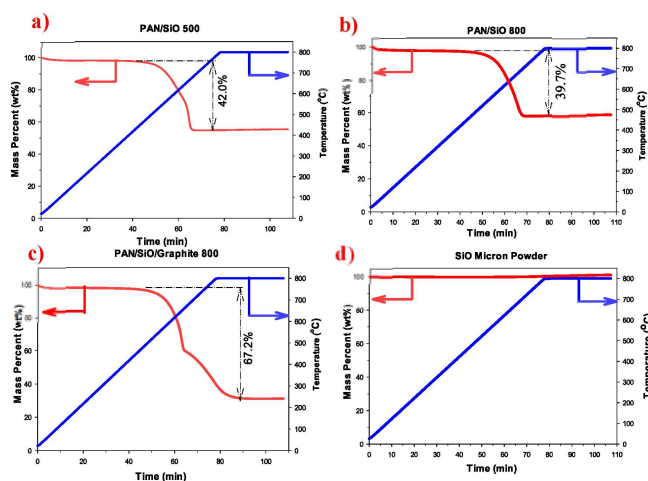 a)
PAN/SiO 500
Mass Percent (wt%)
100
80
60
40
20
0
42.0%
800
700
600
500
400
300
200
100
0
Temperature (°C)
0 20 40 60 80 100
Time (min)
b)
PAN/SiO 800
Mass Percent (wt%)
100
80
60
40
20
0
39.7%
800
700
600
500
400
300
200
100
0
Temperature (°C)
0 10 20 30 40 50 60 70 80 90 100 110
Time (min)
c)
PAN/SiO/Graphite 800
Mass Percent (wt%)
100
80
60
40
20
0
67.2%
800
700
600
500
400
300
200
100
0
Temperature (°C)
0 20 40 60 80 100
Time (min)
d)
SiO Micron Powder
Mass Percent (wt%)
100
80
60
40
20
0
800
700
600
500
400
300
200
100
0
Temperature (°C)
0 10 20 30 40 50 60 70 80 90 100 110
Time (min)